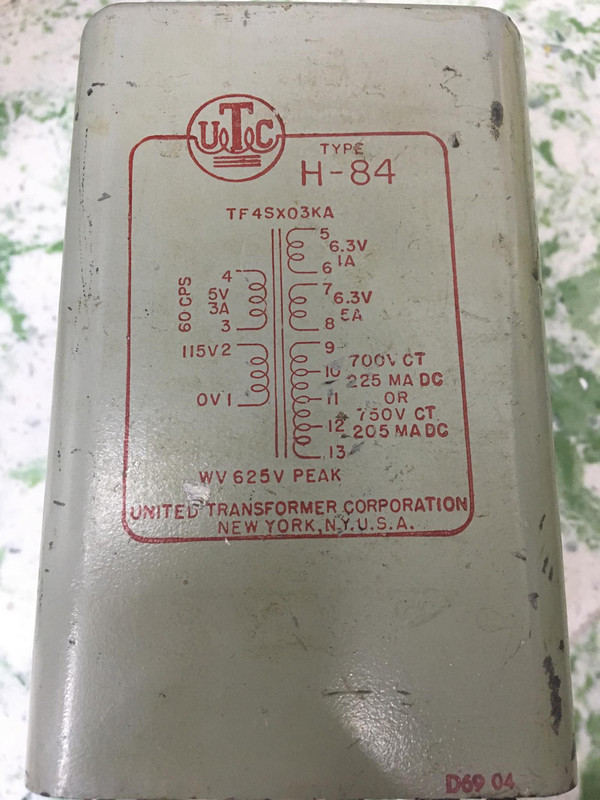 UTC
TYPE
H-84
TF4SX03KA
60 CPS
4
5V
3A
3
115V 2
0V 1
5
6.3V
1A
6
7
6.3V
5A
8
9
10
700V CT
225 MA DC
11
OR
750V CT
12
205 MA DC
13
WV 625V PEAK
UNITED TRANSFORMER CORPORATION
NEW YORK, N.Y. U.S.A.
D69 04